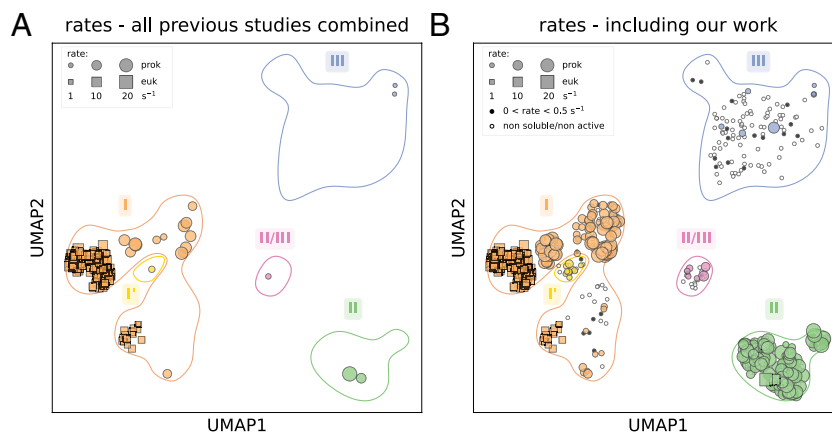 A
rates - all previous studies combined
rate:
prok
euk
1 10 20 s⁻¹
III
I
II/III
I'
II
UMAP2
UMAP1
B
rates - including our work
rate:
prok
euk
1 10 20 s⁻¹
0 < rate < 0.5 s⁻¹
non soluble/non active
III
I
II/III
I'
II
UMAP2
UMAP1